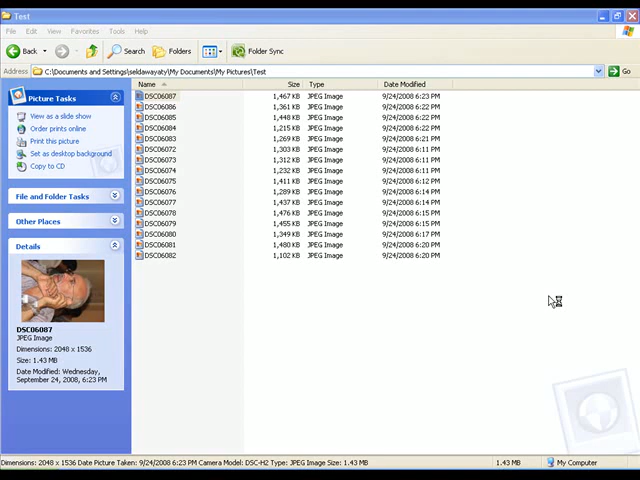 Test
File Edit View Favorites Tools Help
Back Search Folders Folder Sync
Address C:\Documents and Settings\seldawayaty\My Documents\My Pictures\Test Go
Name Size Type Date Modified
DSC06087 1,467 KB JPEG Image 9/24/2008 6:23 PM
DSC06086 1,361 KB JPEG Image 9/24/2008 6:22 PM
DSC06085 1,448 KB JPEG Image 9/24/2008 6:22 PM
DSC06084 1,215 KB JPEG Image 9/24/2008 6:22 PM
DSC06083 1,269 KB JPEG Image 9/24/2008 6:21 PM
DSC06072 1,303 KB JPEG Image 9/24/2008 6:11 PM
DSC06073 1,312 KB JPEG Image 9/24/2008 6:11 PM
DSC06074 1,232 KB JPEG Image 9/24/2008 6:11 PM
DSC06075 1,411 KB JPEG Image 9/24/2008 6:12 PM
DSC06076 1,289 KB JPEG Image 9/24/2008 6:14 PM
DSC06077 1,437 KB JPEG Image 9/24/2008 6:14 PM
DSC06078 1,476 KB JPEG Image 9/24/2008 6:15 PM
DSC06079 1,455 KB JPEG Image 9/24/2008 6:15 PM
DSC06080 1,349 KB JPEG Image 9/24/2008 6:17 PM
DSC06081 1,480 KB JPEG Image 9/24/2008 6:20 PM
DSC06082 1,102 KB JPEG Image 9/24/2008 6:20 PM
Picture Tasks
View as a slide show
Order prints online
Print this picture
Set as desktop background
Copy to CD
File and Folder Tasks
Other Places
Details
DSC06087
JPEG Image
Dimensions: 2048 x 1536
Size: 1.43 MB
Date Modified: Wednesday,
September 24, 2008, 6:23 PM
Dimensions: 2048 x 1536 Date Picture Taken: 9/24/2008 6:23 PM Camera Model: DSC-H2 Type: JPEG Image Size: 1.43 MB 1.43 MB My Computer